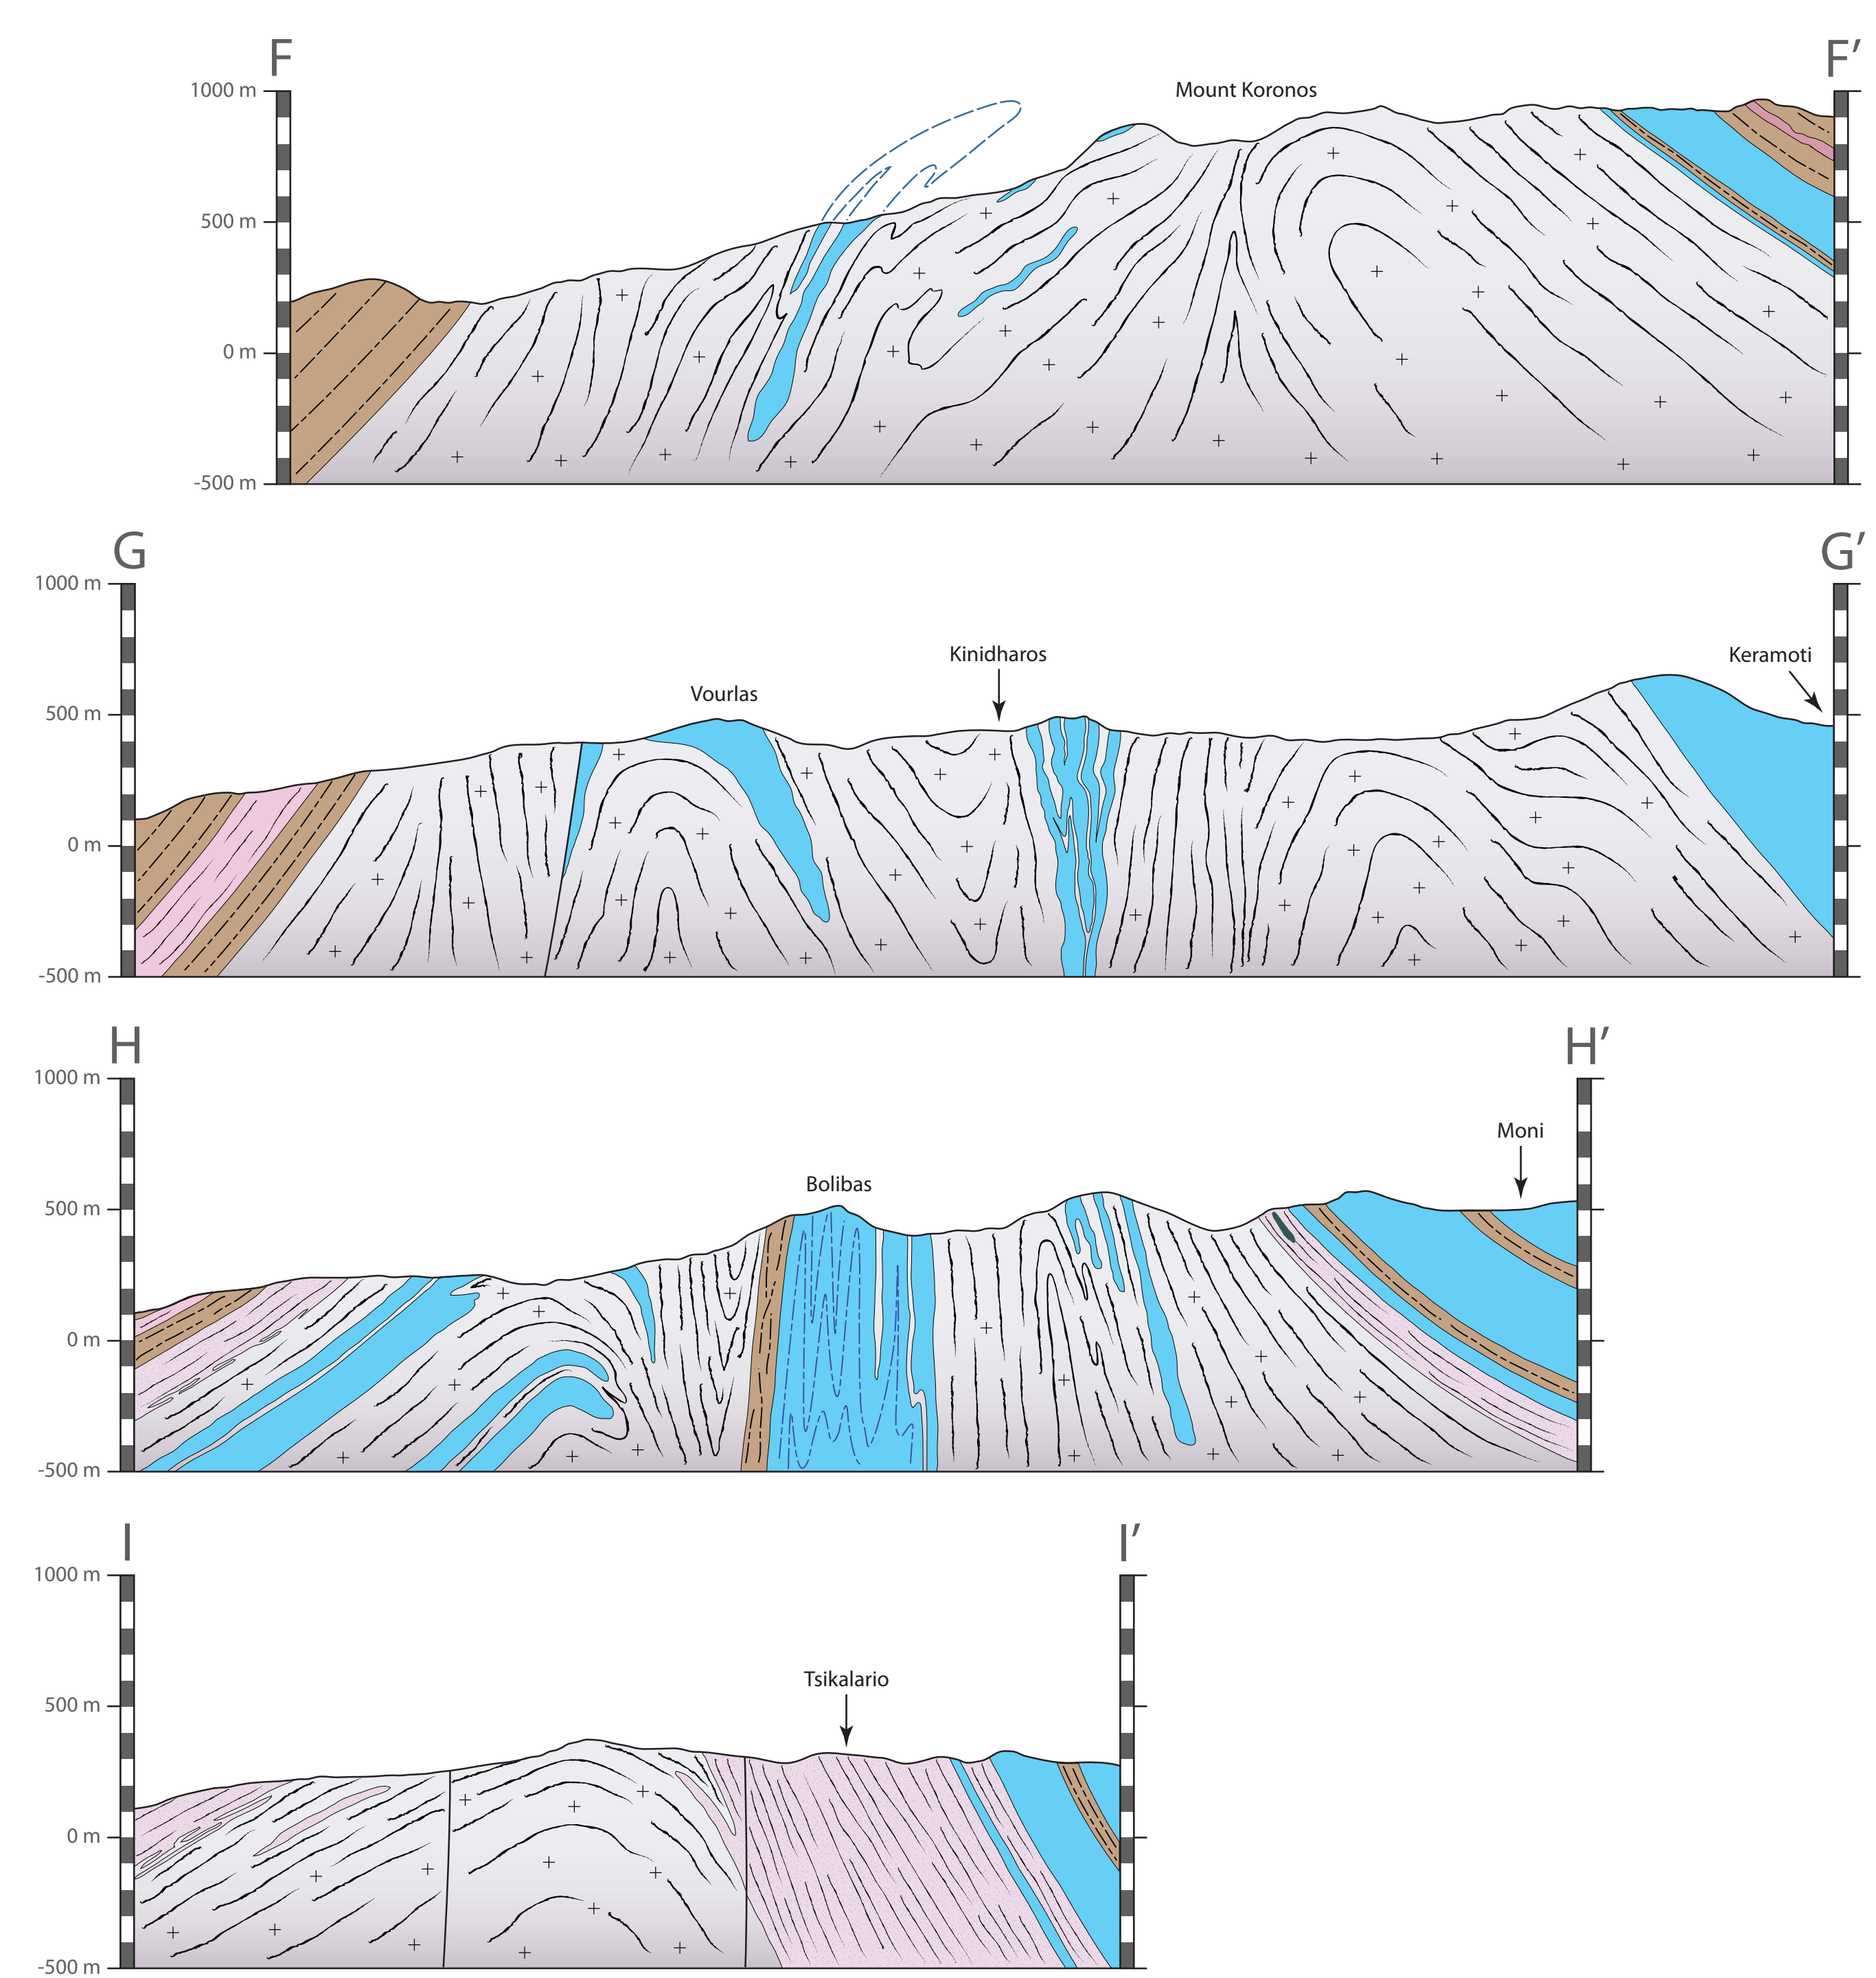 F
F′
1000 m
Mount Koronos
500 m
0 m
-500 m
G
G′
1000 m
Kinidharos
Keramoti
Vourlas
500 m
0 m
-500 m
H
H′
1000 m
Moni
Bolibas
500 m
0 m
-500 m
I
I′
1000 m
Tsikalario
500 m
0 m
-500 m